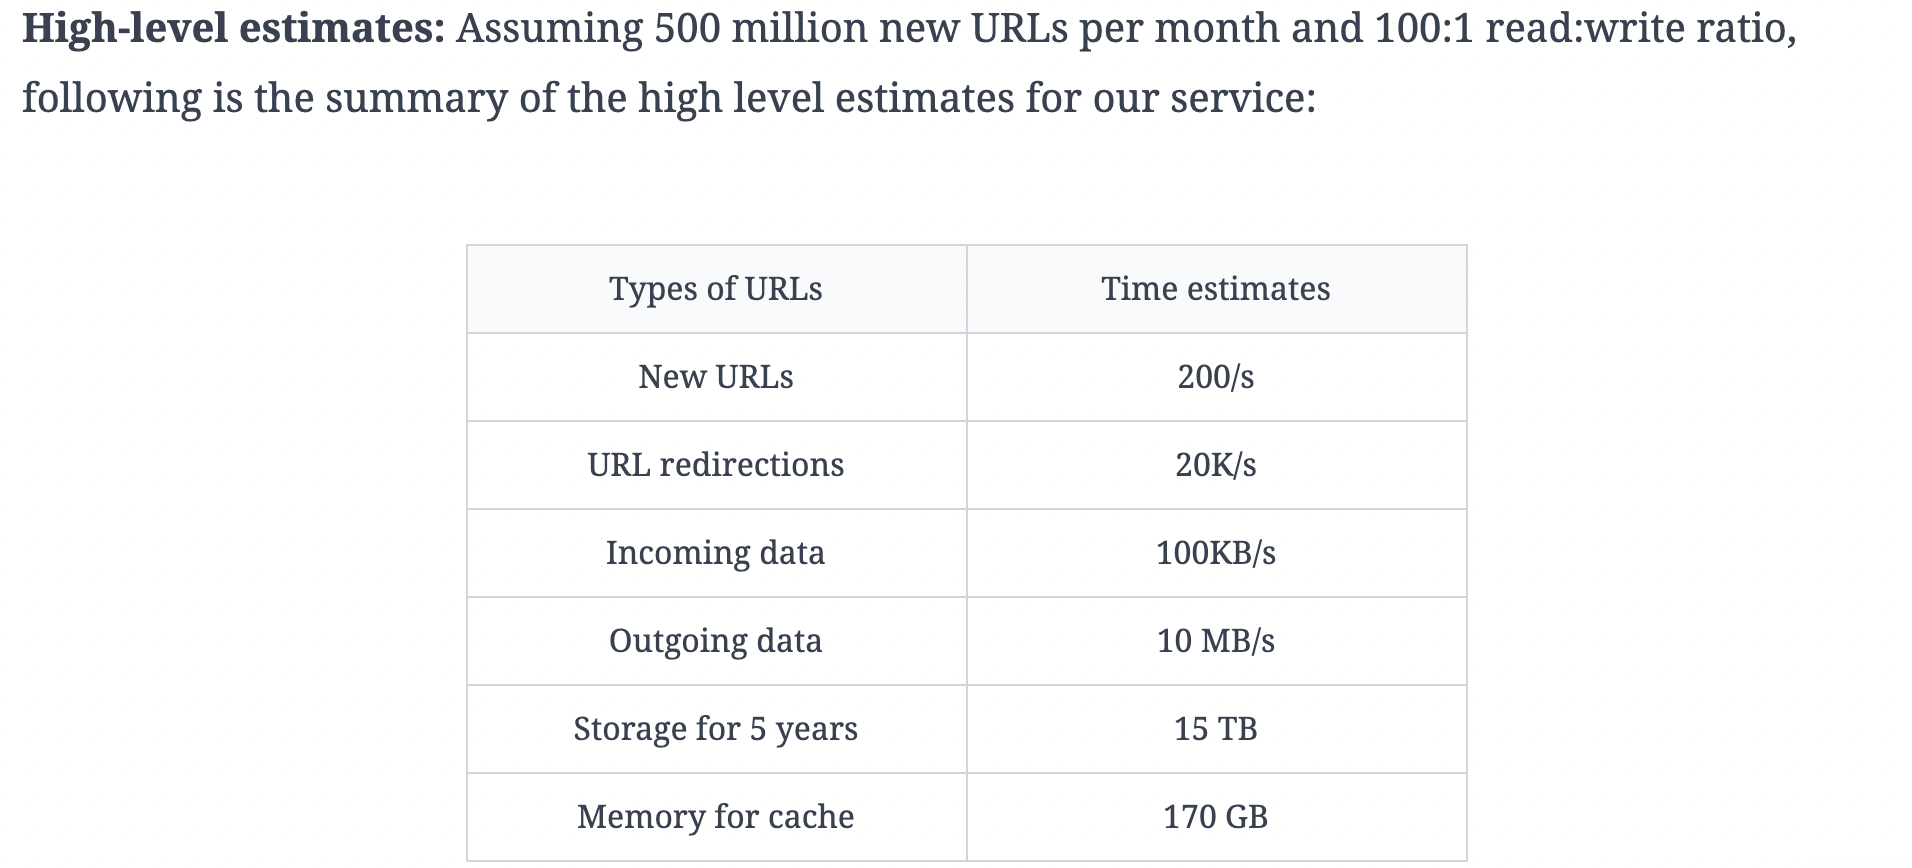 High-level estimates: Assuming 500 million new URLs per month and 100:1 read:write ratio,
following is the summary of the high level estimates for our service:
Types of URLs Time estimates
New URLs 200/s
URL redirections 20K/s
Incoming data 100KB/s
Outgoing data 10 MB/s
Storage for 5 years 15 TB
Memory for cache 170 GB